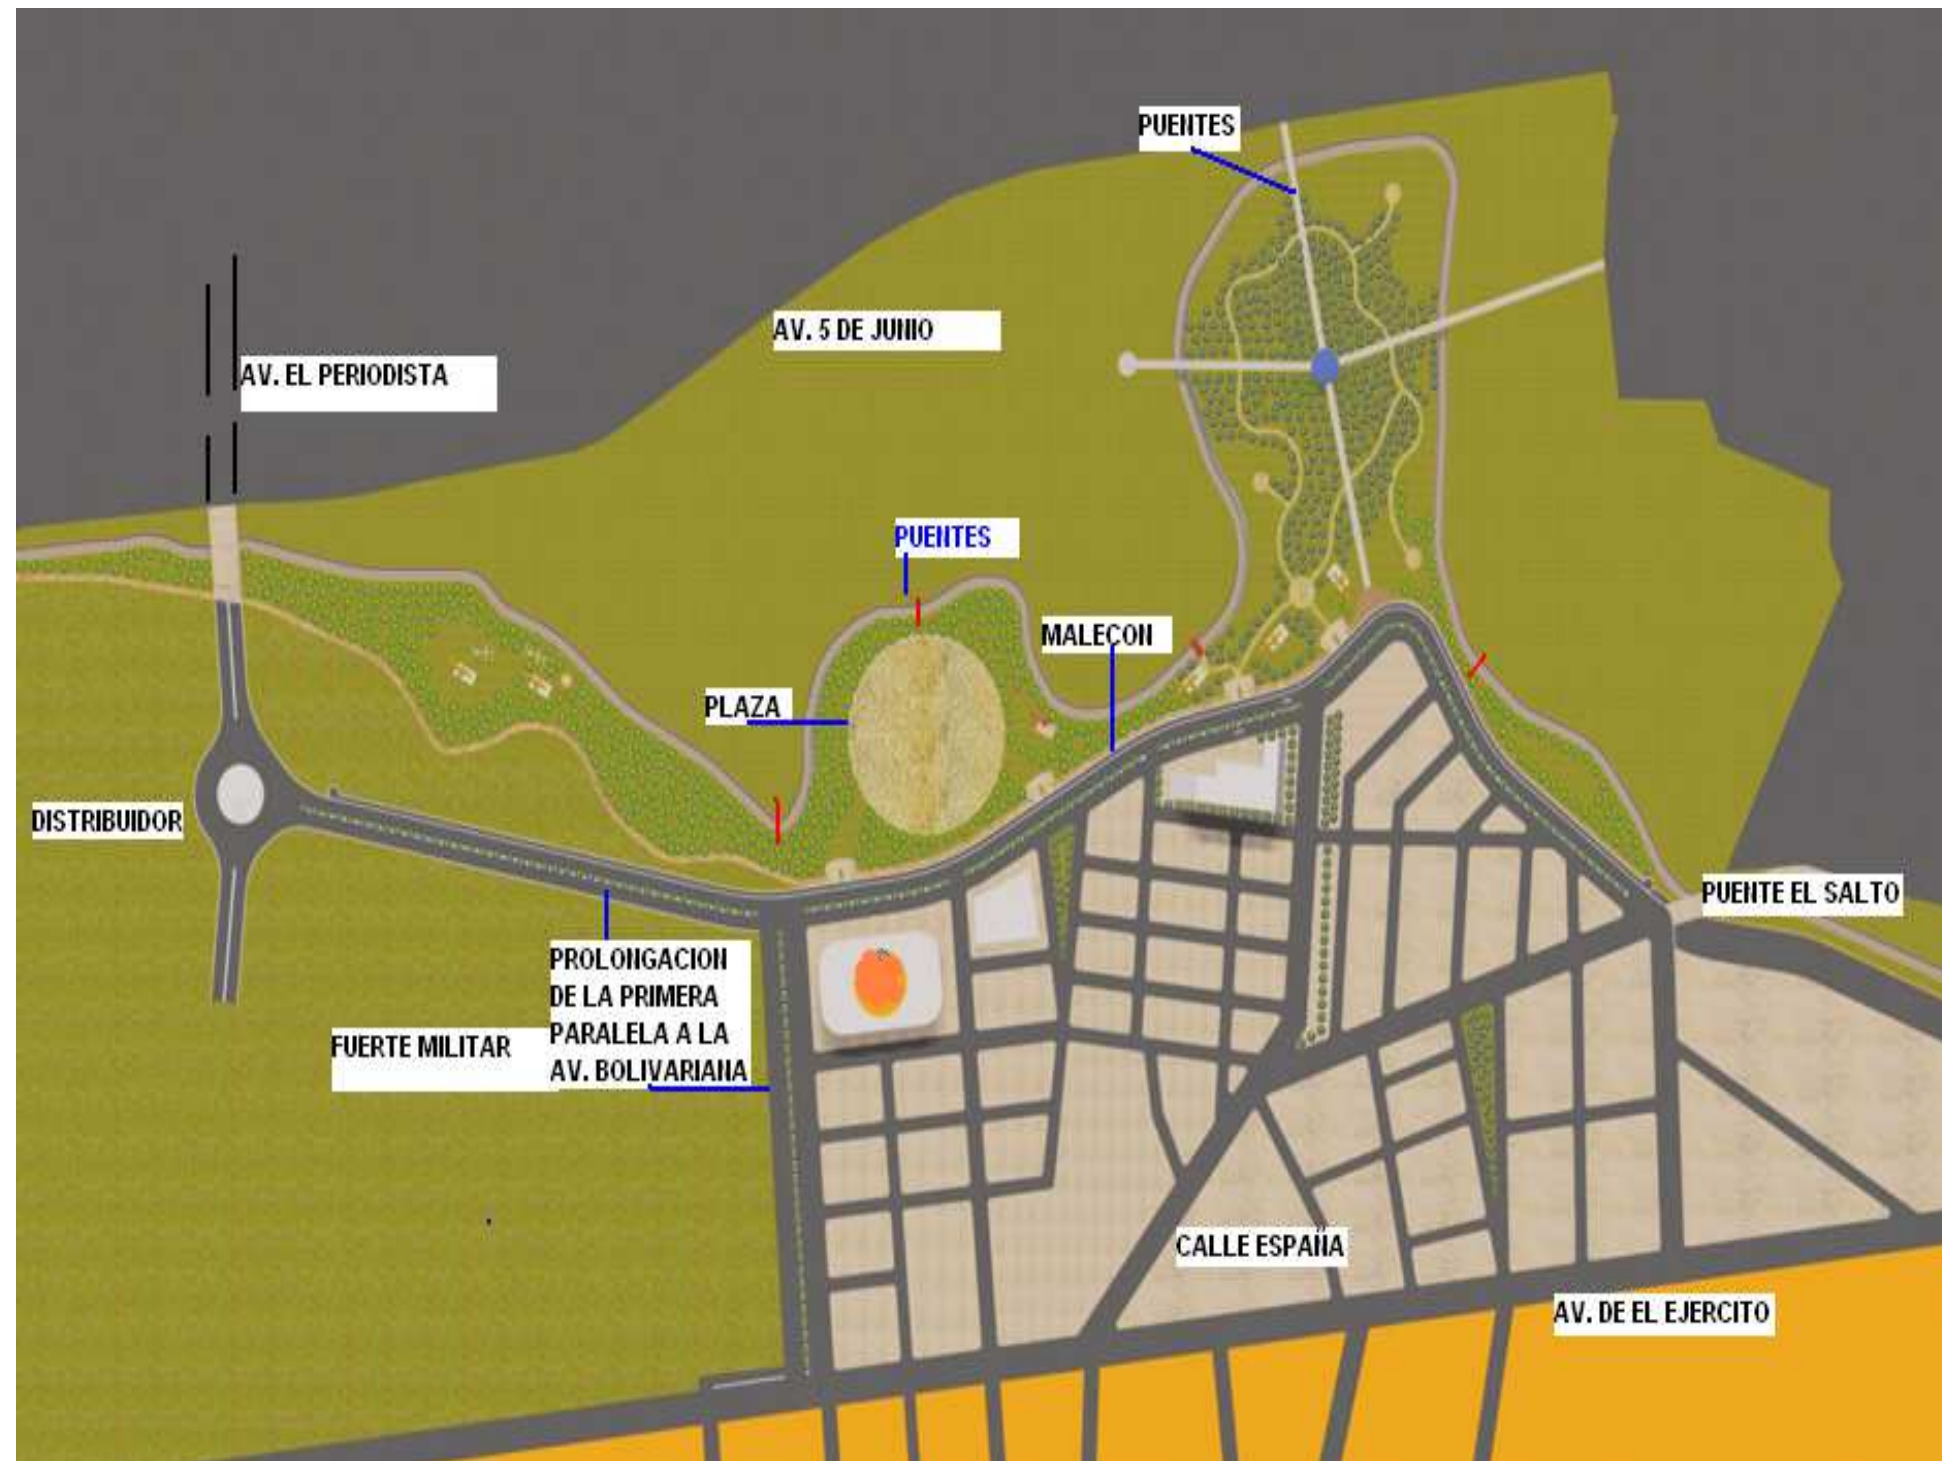 PUENTES
AV. 5 DE JUNIO
AV. EL PERIODISTA
PUENTES
MALECON
PLAZA
DISTRIBUIDOR
PUENTE EL SALTO
PROLONGACION
DE LA PRIMERA
PARALELA A LA
AV. BOLIVARIANA
FUERTE MILITAR
CALLE ESPAÑA
AV. DE EL EJERCITO